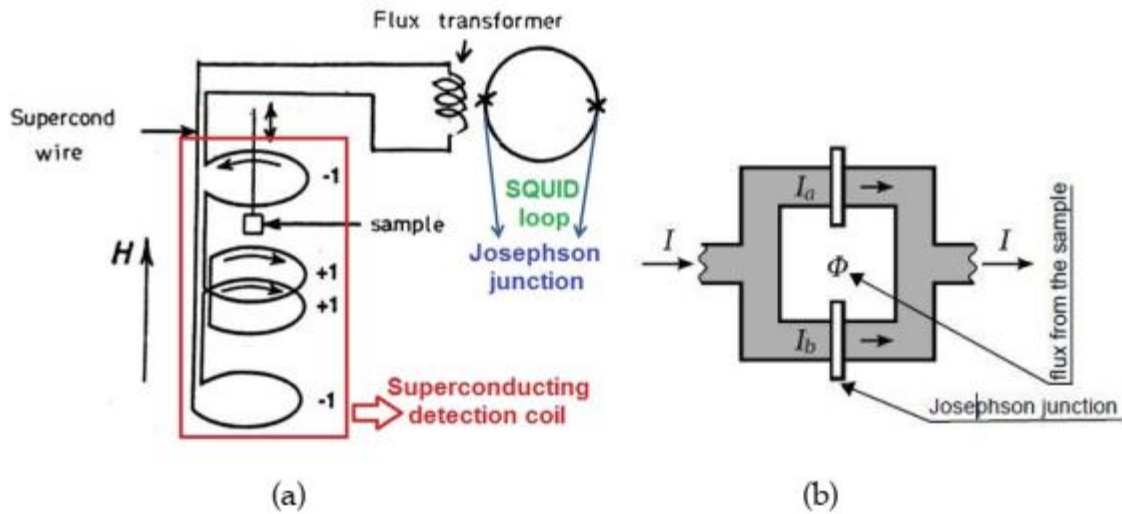 Flux transformer
Supercond
wire
-1
SQUID
loop
sample
Josephson
junction
H
+1
+1
-1
Superconducting
detection coil
(a)
I
Ia
Φ
Ib
I
flux from the sample
Josephson junction
(b)